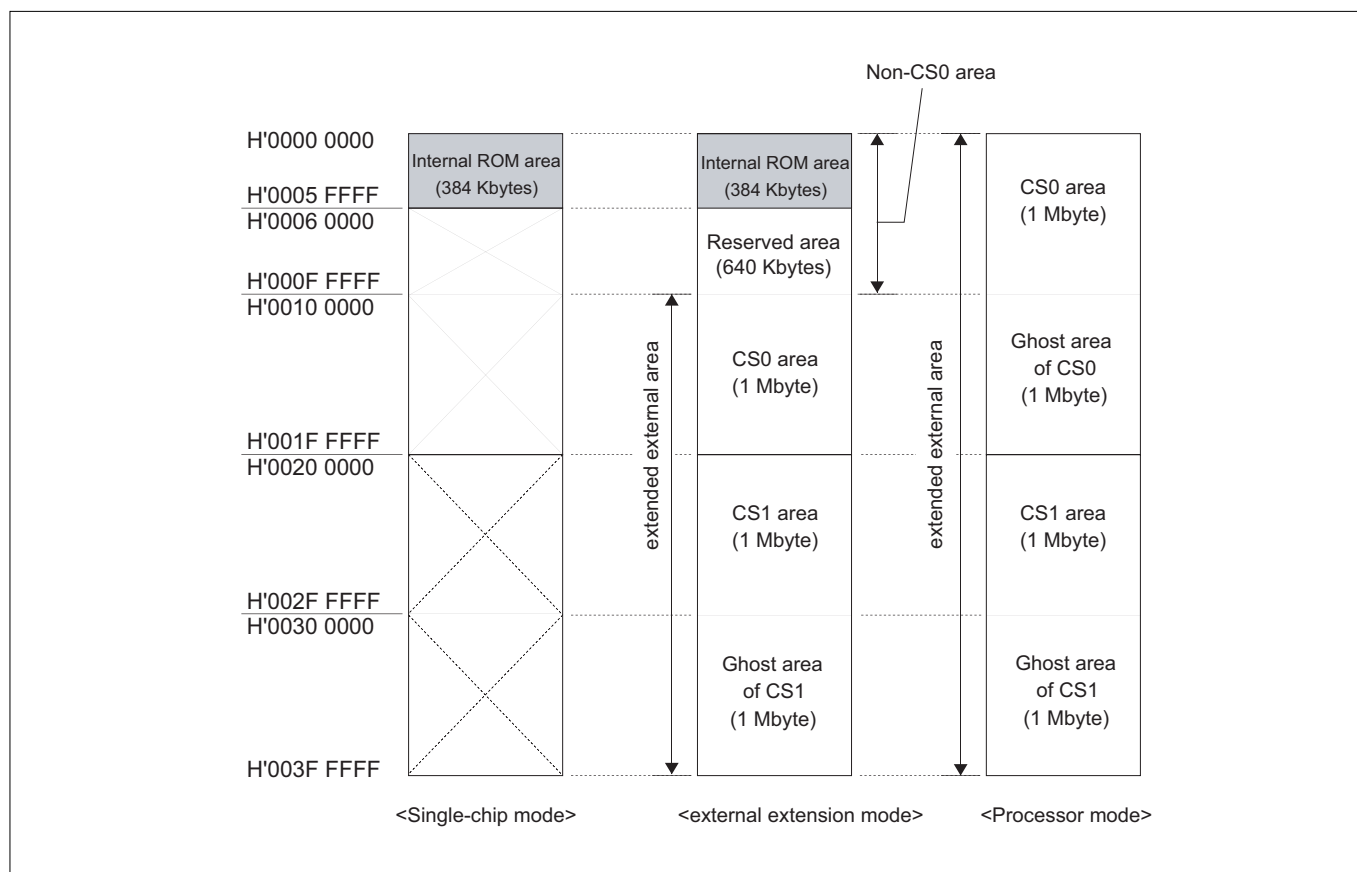 Non-CS0 area
H'0000 0000
H'0005 FFFF
H'0006 0000
H'000F FFFF
H'0010 0000
H'001F FFFF
H'0020 0000
H'002F FFFF
H'0030 0000
H'003F FFFF
Internal ROM area
(384 Kbytes)
<Single-chip mode>
extended external area
Internal ROM area
(384 Kbytes)
Reserved area
(640 Kbytes)
CS0 area
(1 Mbyte)
CS1 area
(1 Mbyte)
Ghost area
of CS1
(1 Mbyte)
<external extension mode>
extended external area
CS0 area
(1 Mbyte)
Ghost area
of CS0
(1 Mbyte)
CS1 area
(1 Mbyte)
Ghost area
of CS1
(1 Mbyte)
<Processor mode>